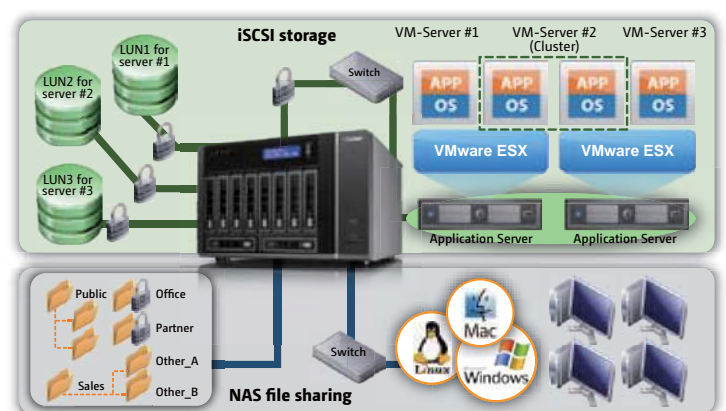 iSCSI storage
VM-Server #1
VM-Server #2
(Cluster)
VM-Server #3
LUN1 for
server #1
LUN2 for
server #2
LUN3 for
server #3
Switch
APP
OS
APP
OS
APP
OS
APP
OS
VMware ESX
VMware ESX
Application Server
Application Server
Public
Office
Partner
Other_A
Sales
Other_B
Switch
Linux
Mac
Windows
NAS file sharing